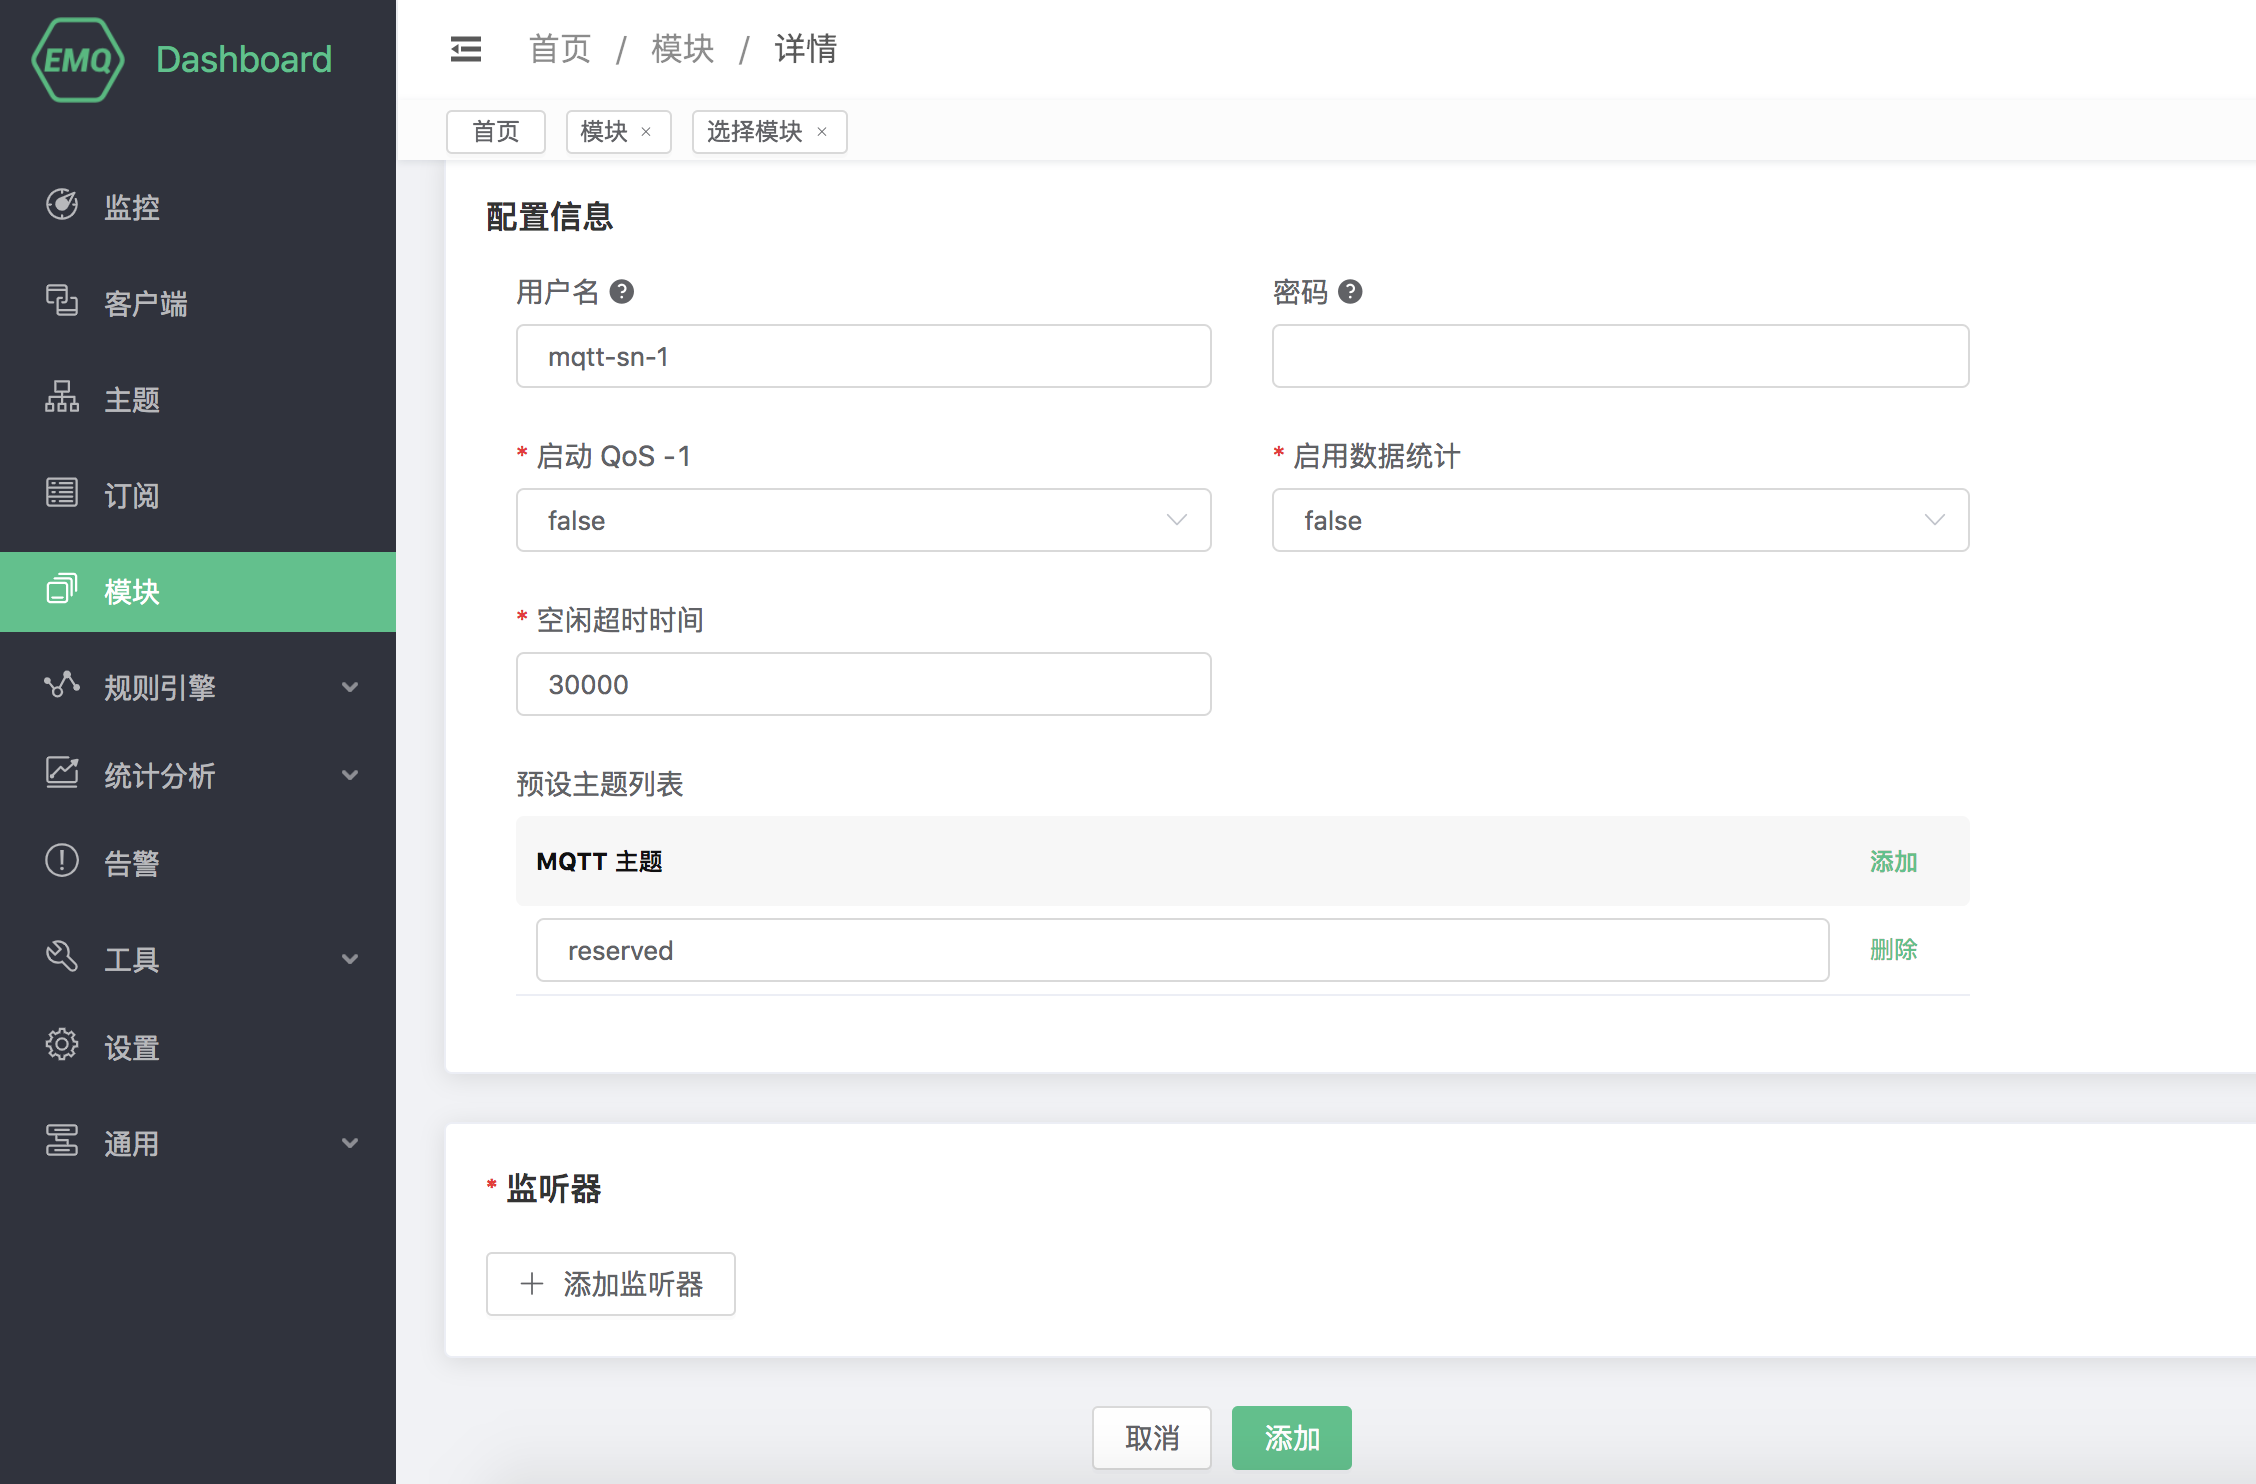 EMQ Dashboard
监控
客户端
主题
订阅
模块
规则引擎
统计分析
告警
工具
设置
通用
首页 / 模块 / 详情
首页 模块 × 选择模块 ×
配置信息
用户名 ? 密码 ?
mqtt-sn-1
* 启动 QoS -1 * 启用数据统计
false false
* 空闲超时时间
30000
预设主题列表
MQTT 主题 添加
reserved 删除
* 监听器
+ 添加监听器
取消 添加